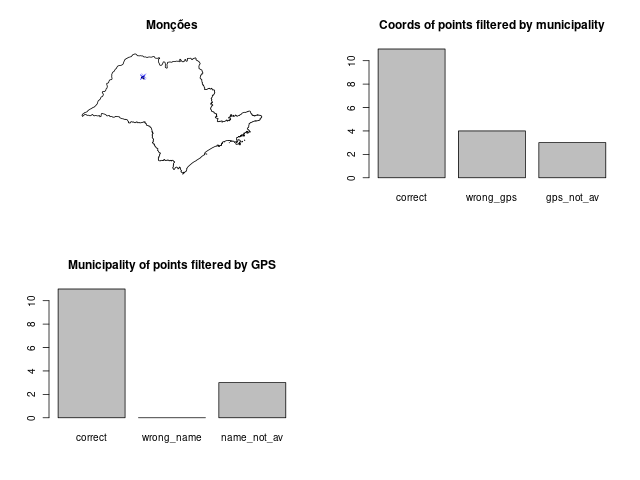 Monções
Coords of points filtered by municipality
10
8
6
4
2
0
correct wrong_gps gps_not_av
Municipality of points filtered by GPS
10
8
6
4
2
0
correct wrong_name name_not_av